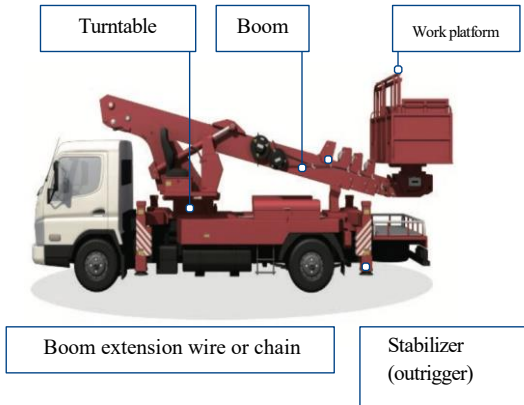 Turntable
Boom
Work platform
Boom extension wire or chain
Stabilizer
(outrigger)